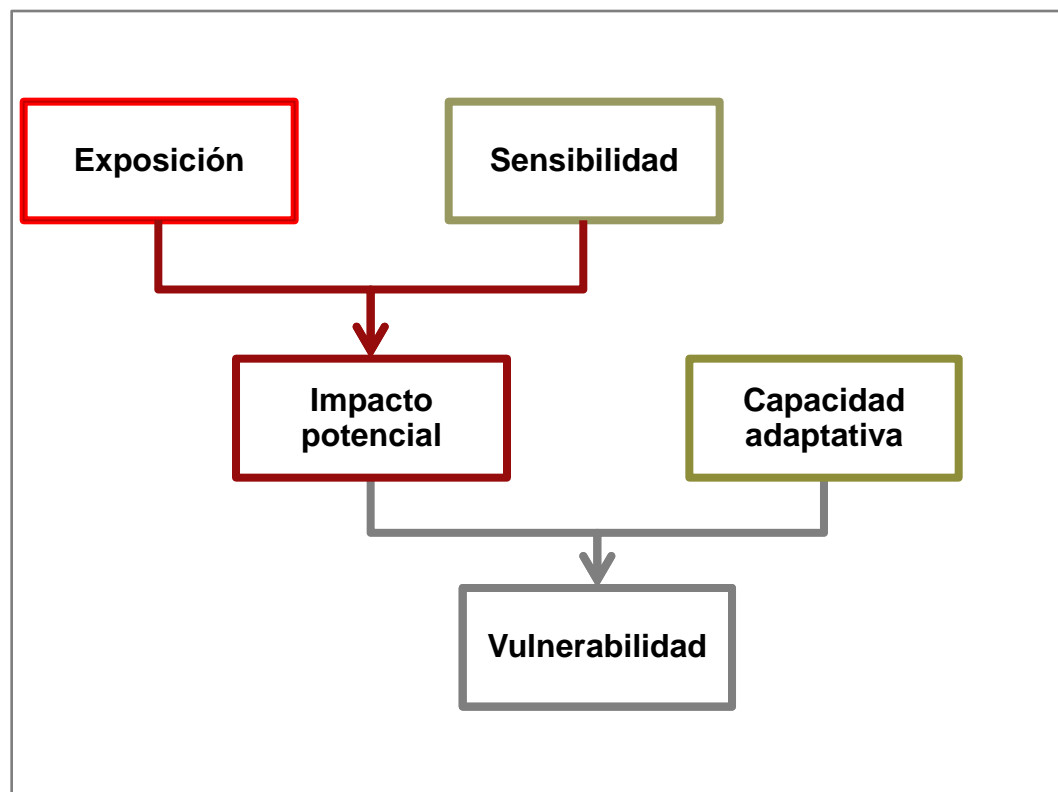 Exposición
Sensibilidad
Impacto
potencial
Capacidad
adaptativa
Vulnerabilidad